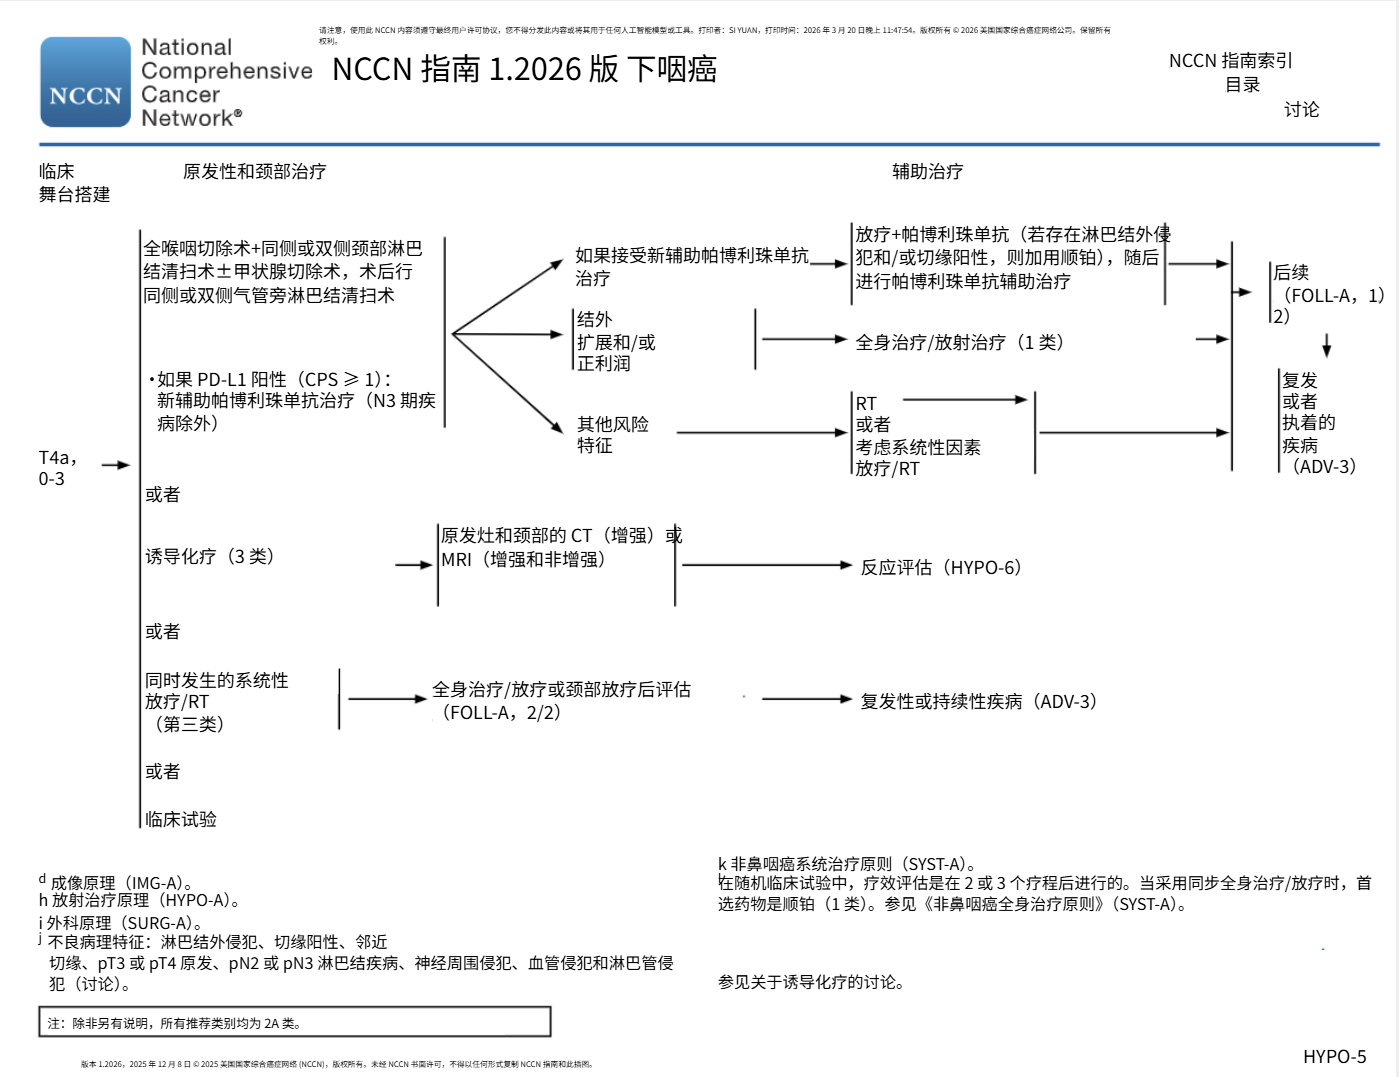 请注意，使用此 NCCN 内容须遵守最终用户许可协议，您不得分发此内容或将其用于任何人工智能模型或工具。打印者：SI YUAN，打印时间：2026 年 3 月 20 日晚上 11:47:54。版权所有 © 2026 美国国家综合癌症网络公司。保留所有
权利。
National
Comprehensive
Cancer
Network®
NCCN
NCCN 指南 1.2026 版 下咽癌
NCCN 指南索引
目录
讨论
临床
舞台搭建
原发性和颈部治疗
辅助治疗
T4a，
0-3
全喉咽切除术+同侧或双侧颈部淋巴
结清扫术±甲状腺切除术，术后行
同侧或双侧气管旁淋巴结清扫术
•如果 PD-L1 阳性（CPS ≥ 1）：
新辅助帕博利珠单抗治疗（N3 期疾
病除外）
如果接受新辅助帕博利珠单抗
治疗
放疗+帕博利珠单抗（若存在淋巴结外侵
犯和/或切缘阳性，则加用顺铂），随后
进行帕博利珠单抗辅助治疗
结外
扩展和/或
正利润
全身治疗/放射治疗（1 类）
其他风险
特征
RT
或者
考虑系统性因素
放疗/RT
后续
（FOLL-A，1）
2）
复发
或者
执着的
疾病
（ADV-3）
或者
诱导化疗（3 类）
原发灶和颈部的 CT（增强）或
MRI（增强和非增强）
反应评估（HYPO-6）
或者
同时发生的系统性
放疗/RT
（第三类）
全身治疗/放疗或颈部放疗后评估
（FOLL-A，2/2）
复发性或持续性疾病（ADV-3）
或者
临床试验
d 成像原理（IMG-A）。
h 放射治疗原理（HYPO-A）。
i 外科原理（SURG-A）。
j 不良病理特征：淋巴结外侵犯、切缘阳性、邻近
切缘、pT3 或 pT4 原发、pN2 或 pN3 淋巴结疾病、神经周围侵犯、血管侵犯和淋巴管侵
犯（讨论）。
k 非鼻咽癌系统治疗原则（SYST-A）。
在随机临床试验中，疗效评估是在 2 或 3 个疗程后进行的。当采用同步全身治疗/放疗时，首
选药物是顺铂（1 类）。参见《非鼻咽癌全身治疗原则》（SYST-A）。
参见关于诱导化疗的讨论。
注：除非另有说明，所有推荐类别均为 2A 类。
版本 1.2026，2025 年 12 月 8 日 © 2025 美国国家综合癌症网络 (NCCN)，版权所有。未经 NCCN 书面许可，不得以任何形式复制 NCCN 指南和此插图。
HYPO-5